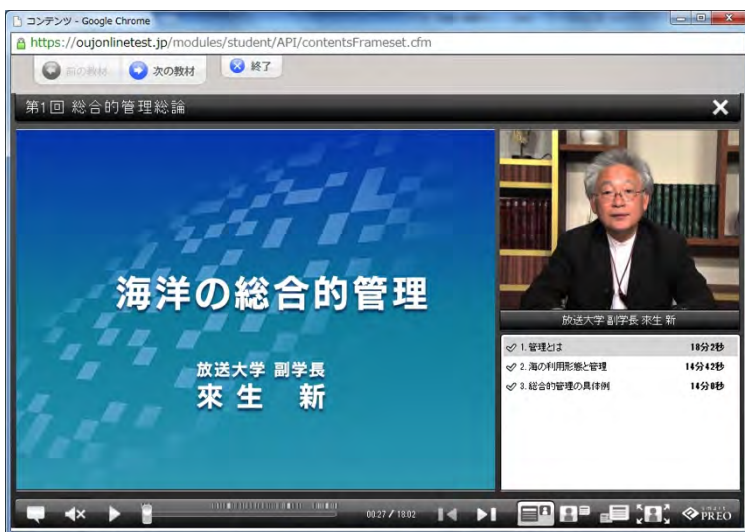 コンテンツ - Google Chrome
https://oujonlinetest.jp/modules/student/API/contentsFrameset.cfm
前の教材 次の教材 終了
第1回 総合的管理総論
海洋の総合的管理
放送大学 副学長
來生 新
放送大学 副学長 來生 新
1. 管理とは 18分2秒
2. 海の利用形態と管理 14分42秒
3. 総合的管理の具体例 14分8秒
00:27 / 18:02
PREO